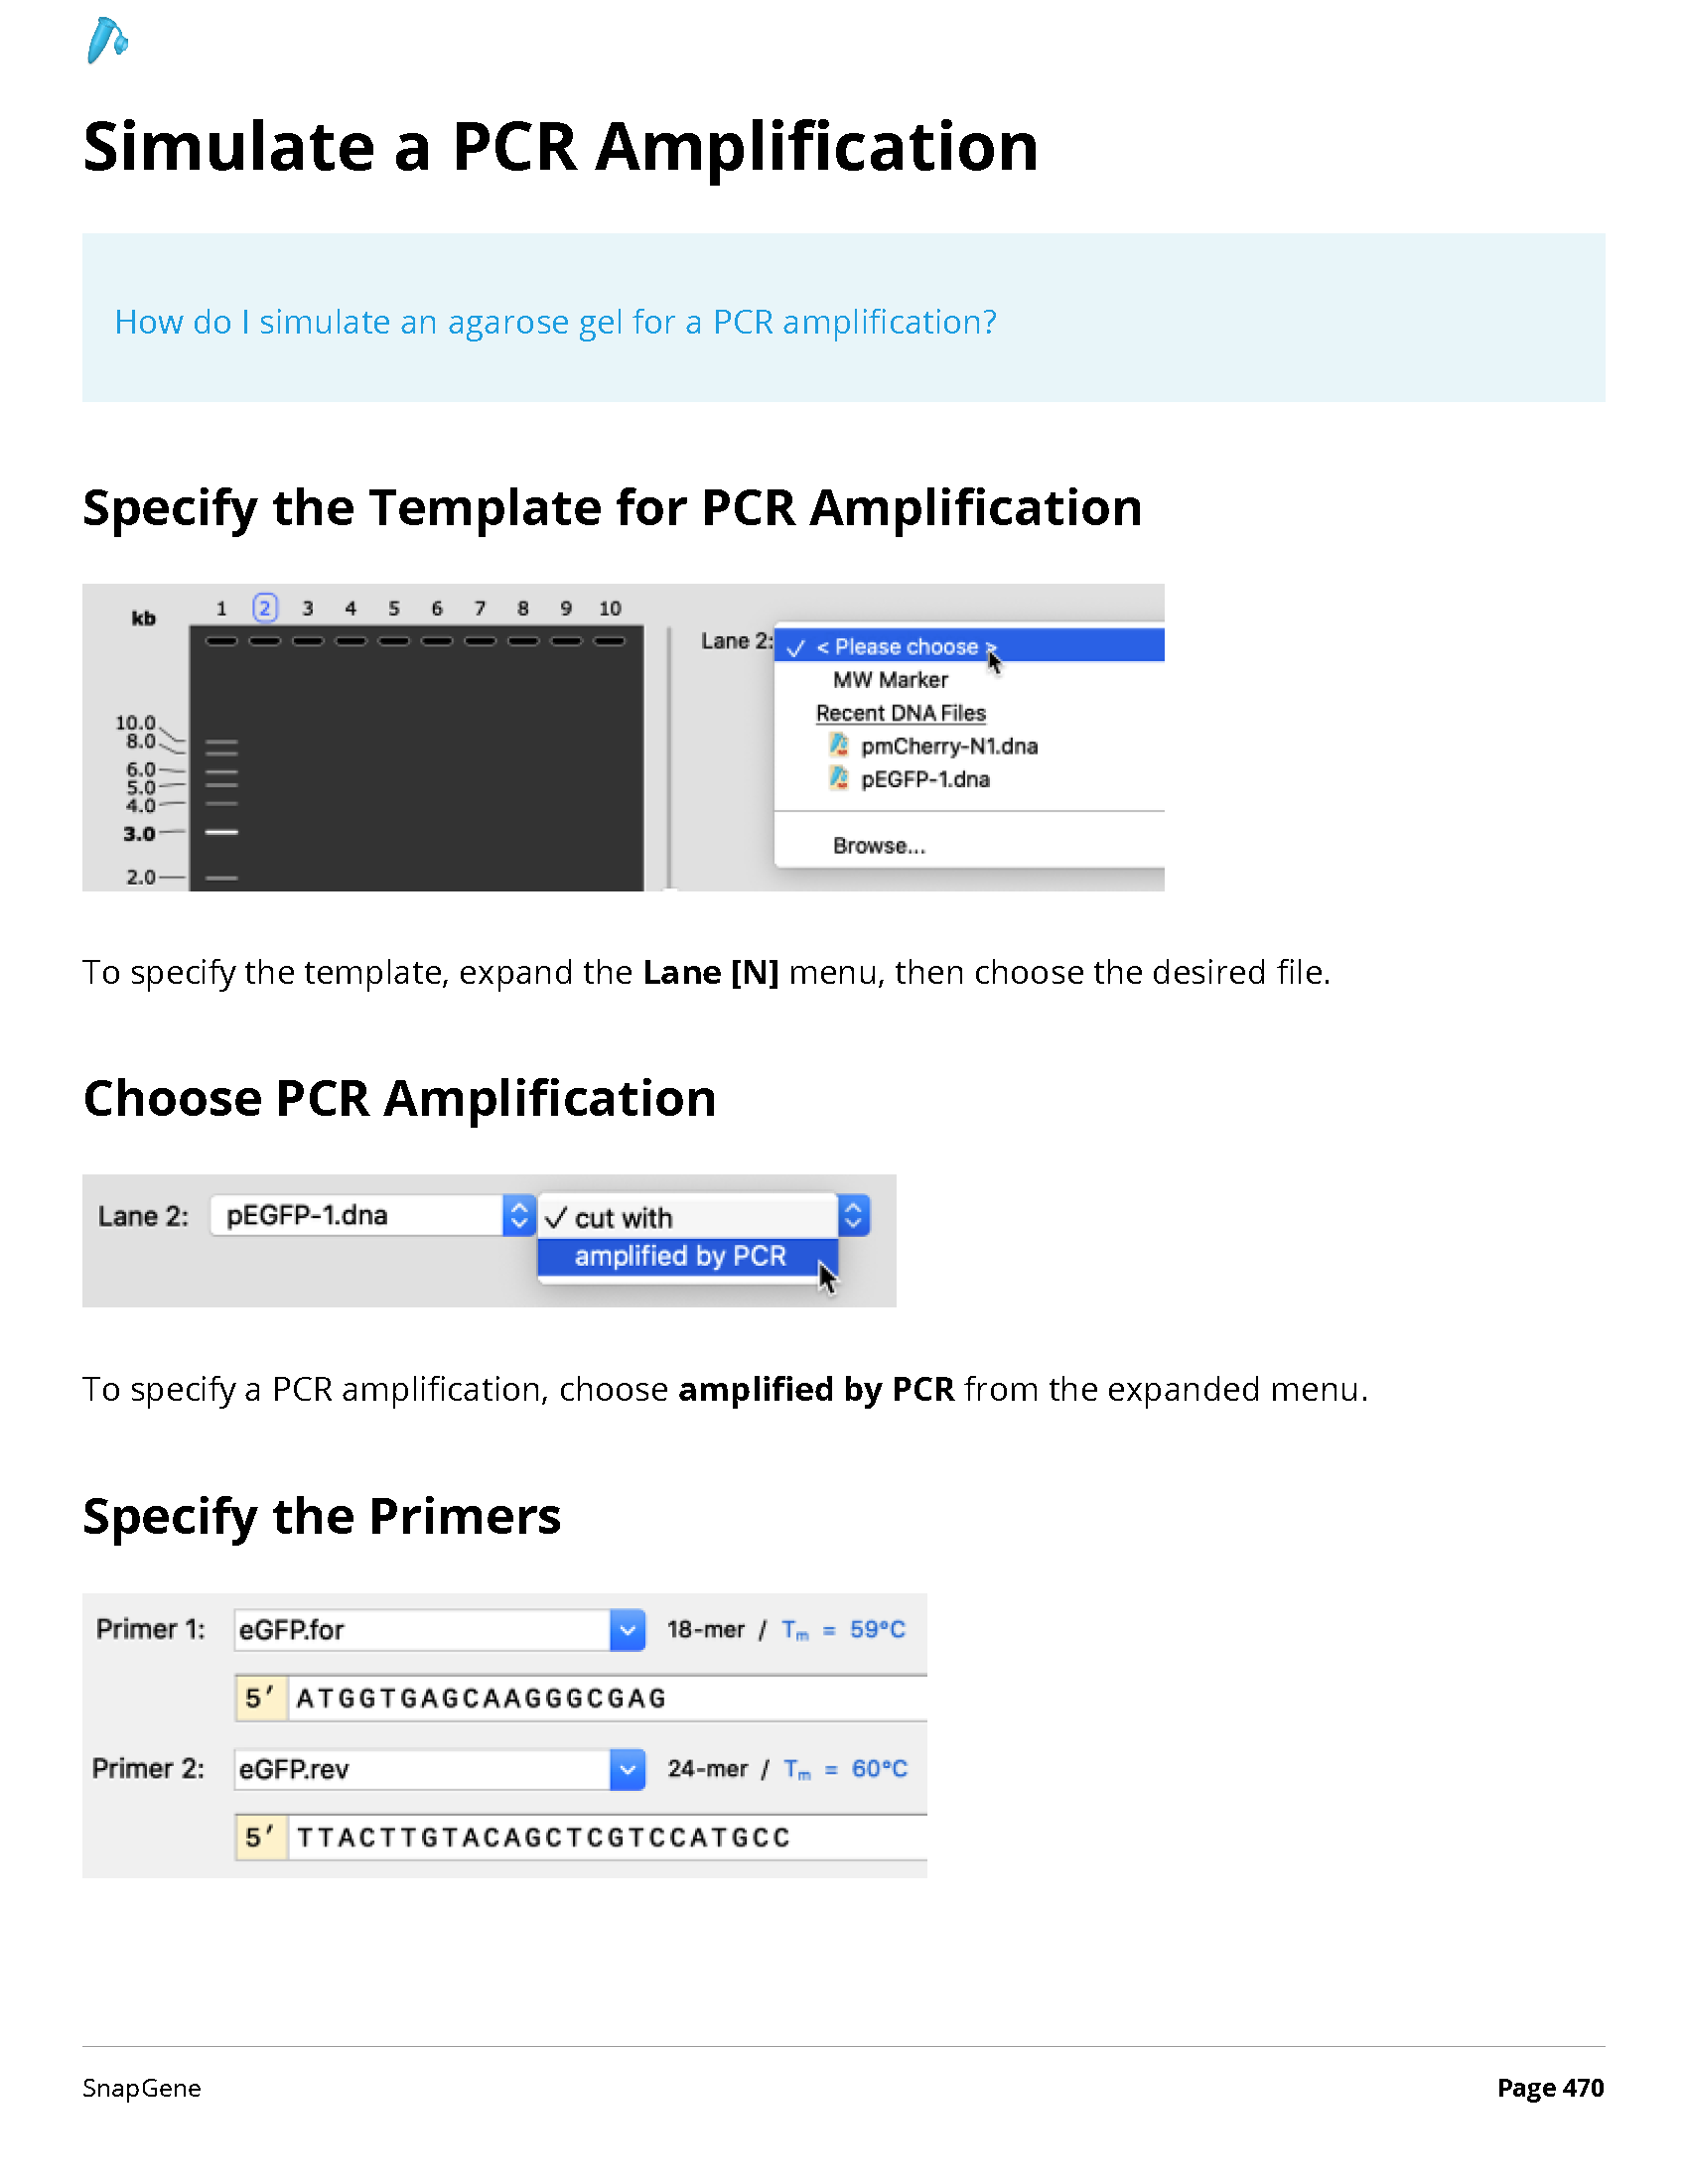 Simulate a PCR Amplification
How do I simulate an agarose gel for a PCR amplification?
Specify the Template for PCR Amplification
kb 1 2 3 4 5 6 7 8 9 10
Lane 2: ✓ < Please choose >
MW Marker
Recent DNA Files
pmCherry-N1.dna
pEGFP-1.dna
Browse...
10.0
8.0
6.0
5.0
4.0
3.0
2.0
To specify the template, expand the Lane [N] menu, then choose the desired file.
Choose PCR Amplification
Lane 2: pEGFP-1.dna ✓ cut with
amplified by PCR
To specify a PCR amplification, choose amplified by PCR from the expanded menu.
Specify the Primers
Primer 1: eGFP.for 18-mer / Tm = 59°C
5′ ATGGTGAGCAAGGGCGAG
Primer 2: eGFP.rev 24-mer / Tm = 60°C
5′ TTACTTGTACAGCTCGTCCATGCC
SnapGene Page 470